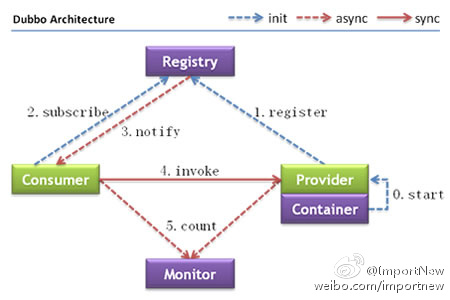 Dubbo Architecture
init
async
sync
Registry
2. subscribe
1. register
3. notify
Consumer
4. invoke
Provider
Container
0. start
5. count
Monitor
@ImportNew
weibo.com/importnew